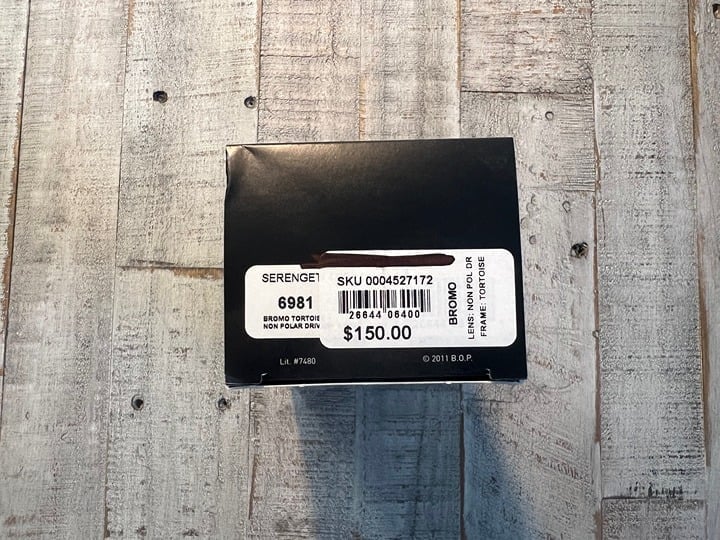 SERENGET
6981
BROMO TORTOIS
NON POLAR DRIV
SKU 0004527172
26644 06400
$150.00
BROMO
LENS: NON POL DR
FRAME: TORTOISE
Lit. #7480
© 2011 B.O.P.